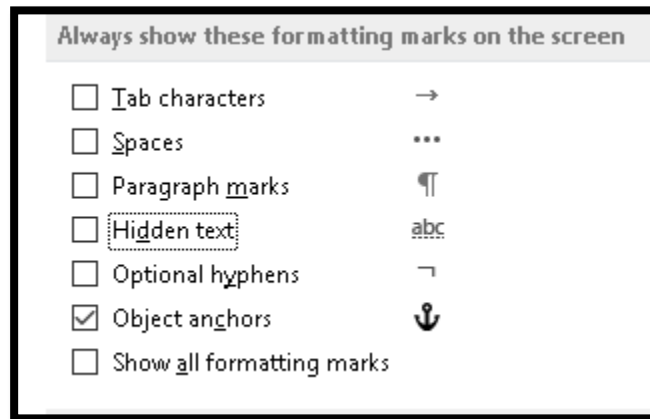 Always show these formatting marks on the screen
Tab characters →
Spaces •••
Paragraph marks ¶
Hidden text abc
Optional hyphens ¬
Object anchors ⚓
Show all formatting marks